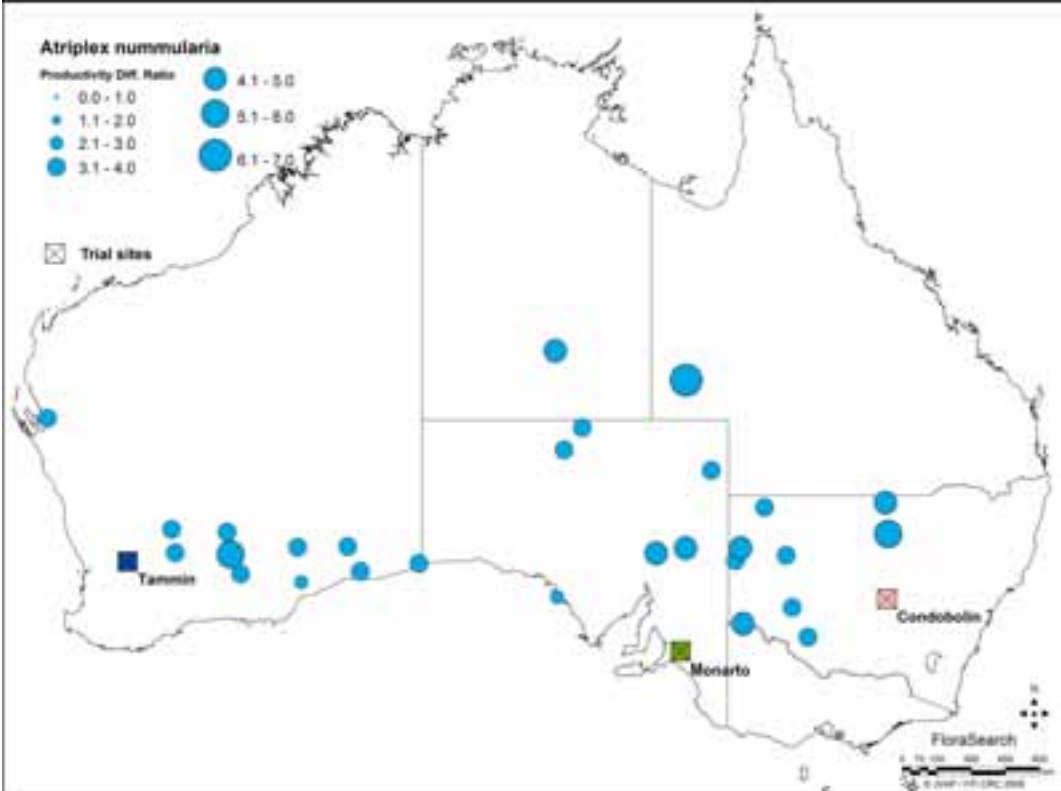 Atriplex nummularia
Productivity Diff. Ratio
0.0 - 1.0
1.1 - 2.0
2.1 - 3.0
3.1 - 4.0
4.1 - 5.0
5.1 - 6.0
6.1 - 7.0
Trial sites
Tammin
Condobolin
Monarto
N
FloraSearch